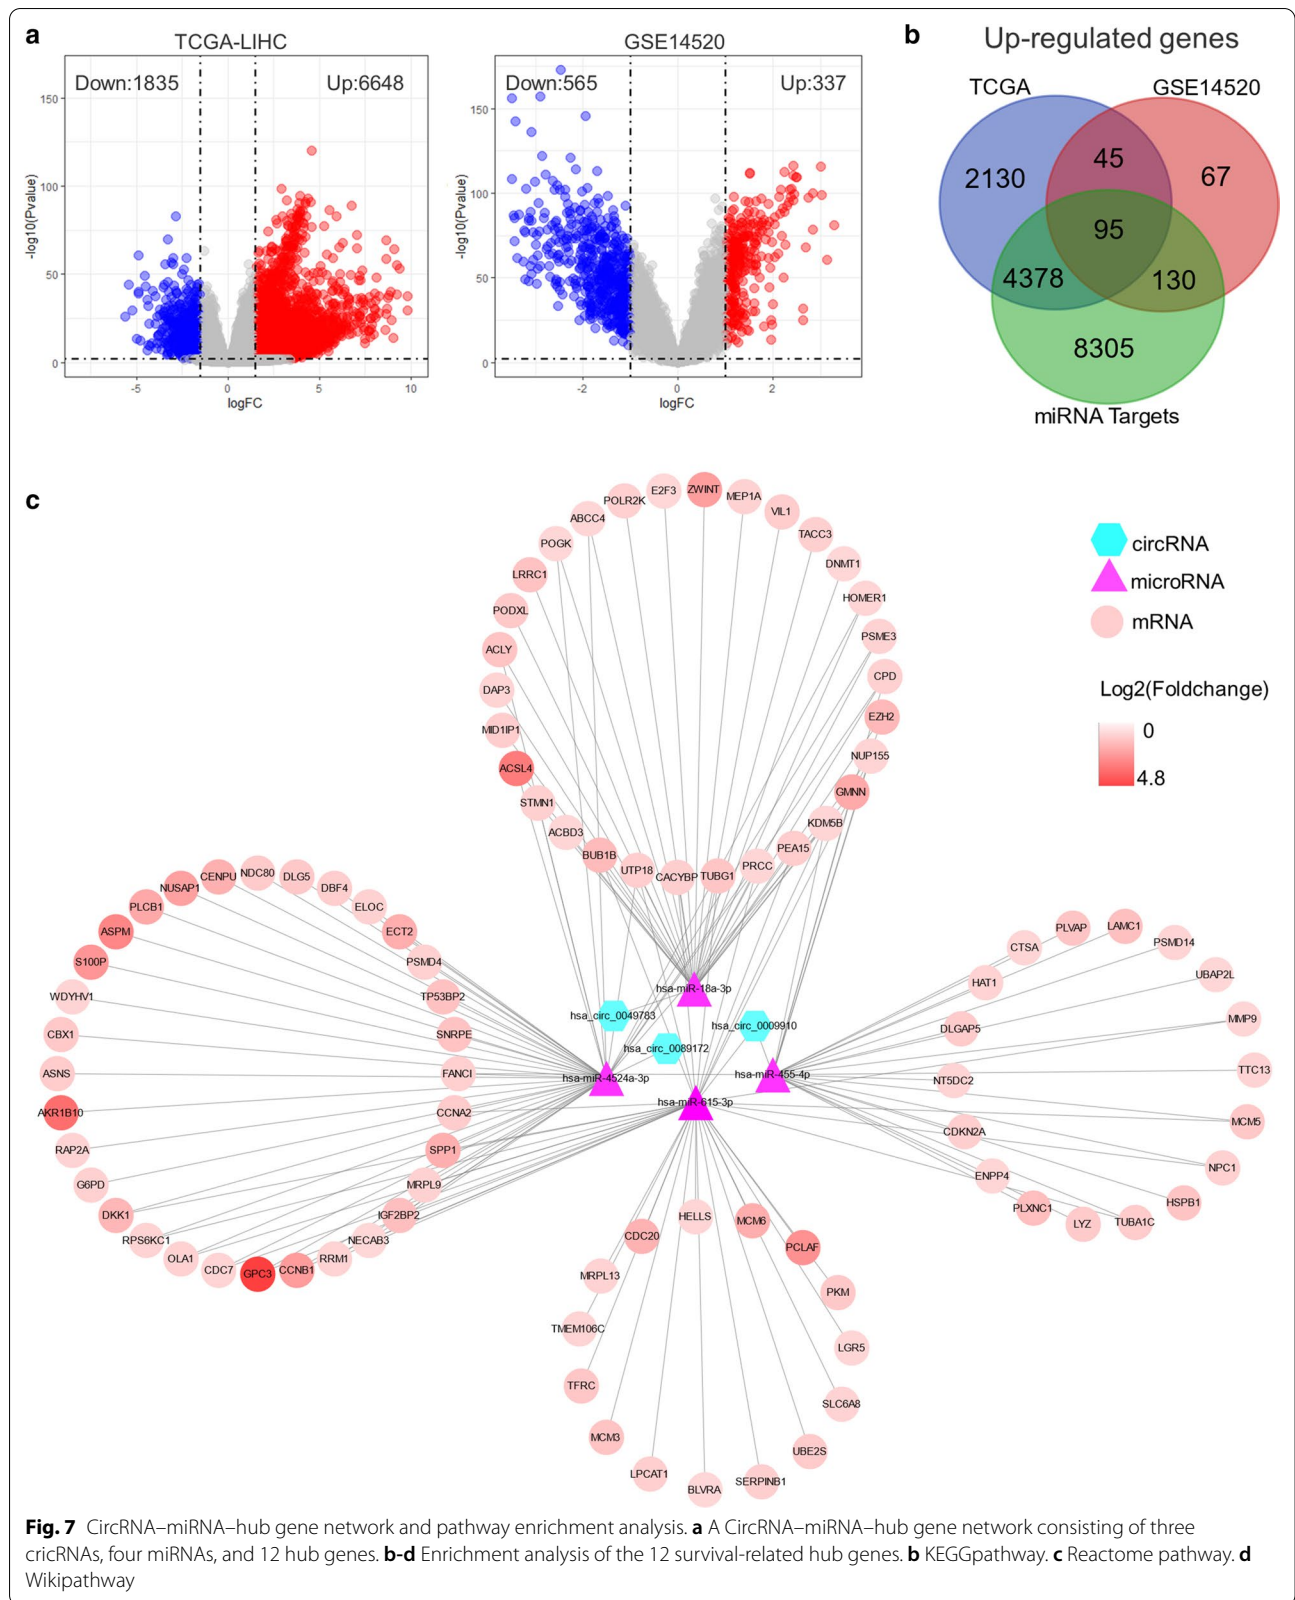 a
TCGA-LIHC
Down:1835
Up:6648
150
100
50
0
-log10(Pvalue)
-5
0
5
10
logFC
GSE14520
Down:565
Up:337
150
100
50
0
-log10(Pvalue)
-2
0
2
logFC
b
Up-regulated genes
TCGA
GSE14520
2130
45
67
95
4378
130
8305
miRNA Targets
c
circRNA
microRNA
mRNA
Log2(Foldchange)
0
4.8
E2F3
ZWINT
MEP1A
POLR2K
VIL1
ABCC4
TACC3
POGK
DNMT1
LRRC1
HOMER1
PODXL
PSME3
ACLY
CPD
DAP3
EZH2
MID1IP1
NUP155
ACSL4
GMNN
STMN1
KDM5B
ACBD3
PEA15
BUB1B
PRCC
UTP18
CACYBP
TUBG1
NDC80
CENPU
DLG5
NUSAP1
DBF4
PLCB1
ELOC
ASPM
ECT2
S100P
PSMD4
WDYHV1
TP53BP2
CBX1
SNRPE
ASNS
FANCI
AKR1B10
CCNA2
RAP2A
SPP1
G6PD
MRPL9
DKK1
IGF2BP2
RPS6KC1
NECAB3
OLA1
RRM1
CDC7
GPC3
CCNB1
hsa-miR-18a-3p
hsa_circ_0049783
hsa_circ_0009910
hsa_circ_0089172
hsa-miR-4524a-3p
hsa-miR-455-4p
hsa-miR-615-3p
PLVAP
LAMC1
CTSA
PSMD14
HAT1
UBAP2L
DLGAP5
MMP9
NT5DC2
TTC13
CDKN2A
MCM5
ENPP4
NPC1
PLXNC1
HSPB1
LYZ
TUBA1C
HELLS
MCM6
CDC20
PCLAF
MRPL13
PKM
TMEM106C
LGR5
TFRC
SLC6A8
MCM3
UBE2S
LPCAT1
SERPINB1
BLVRA
Fig. 7 CircRNA–miRNA–hub gene network and pathway enrichment analysis. a A CircRNA–miRNA–hub gene network consisting of three
cricRNAs, four miRNAs, and 12 hub genes. b-d Enrichment analysis of the 12 survival-related hub genes. b KEGGpathway. c Reactome pathway. d
Wikipathway